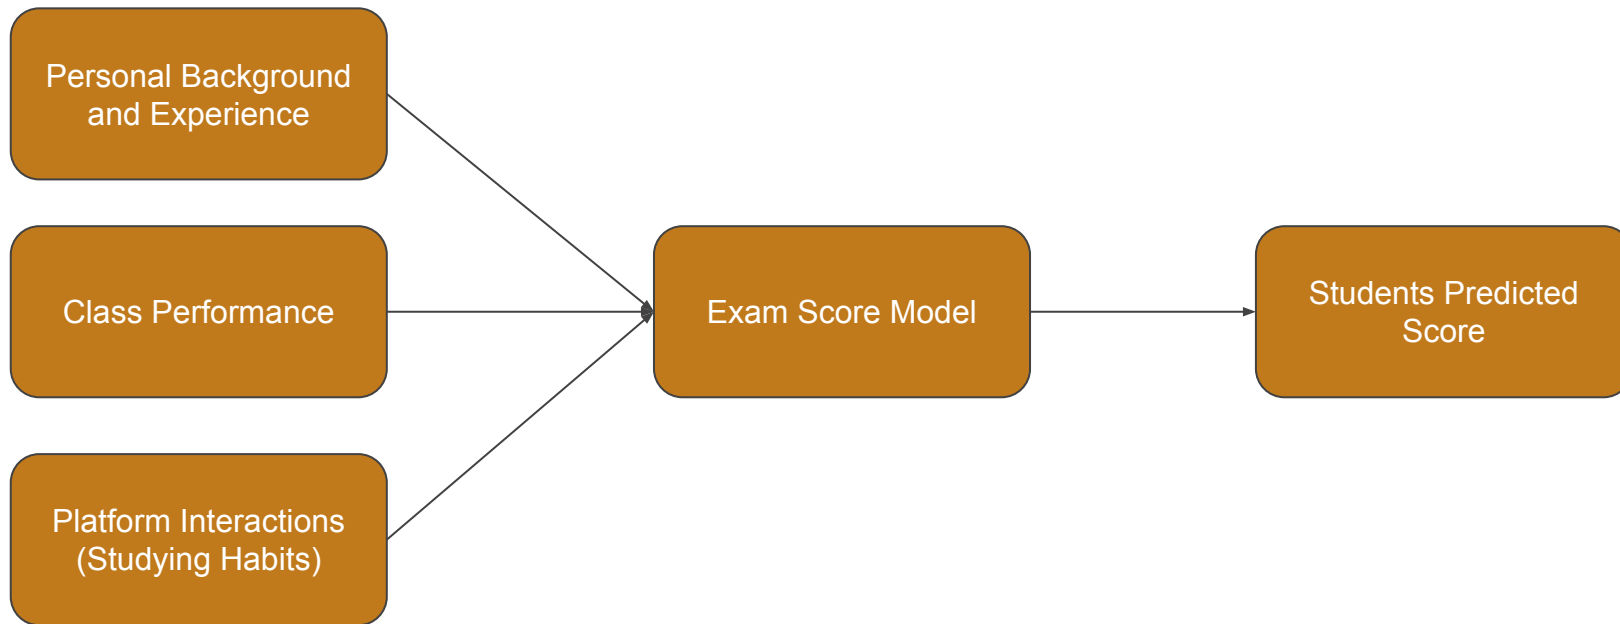 Personal Background
and Experience
Class Performance
Platform Interactions
(Studying Habits)
Exam Score Model
Students Predicted
Score